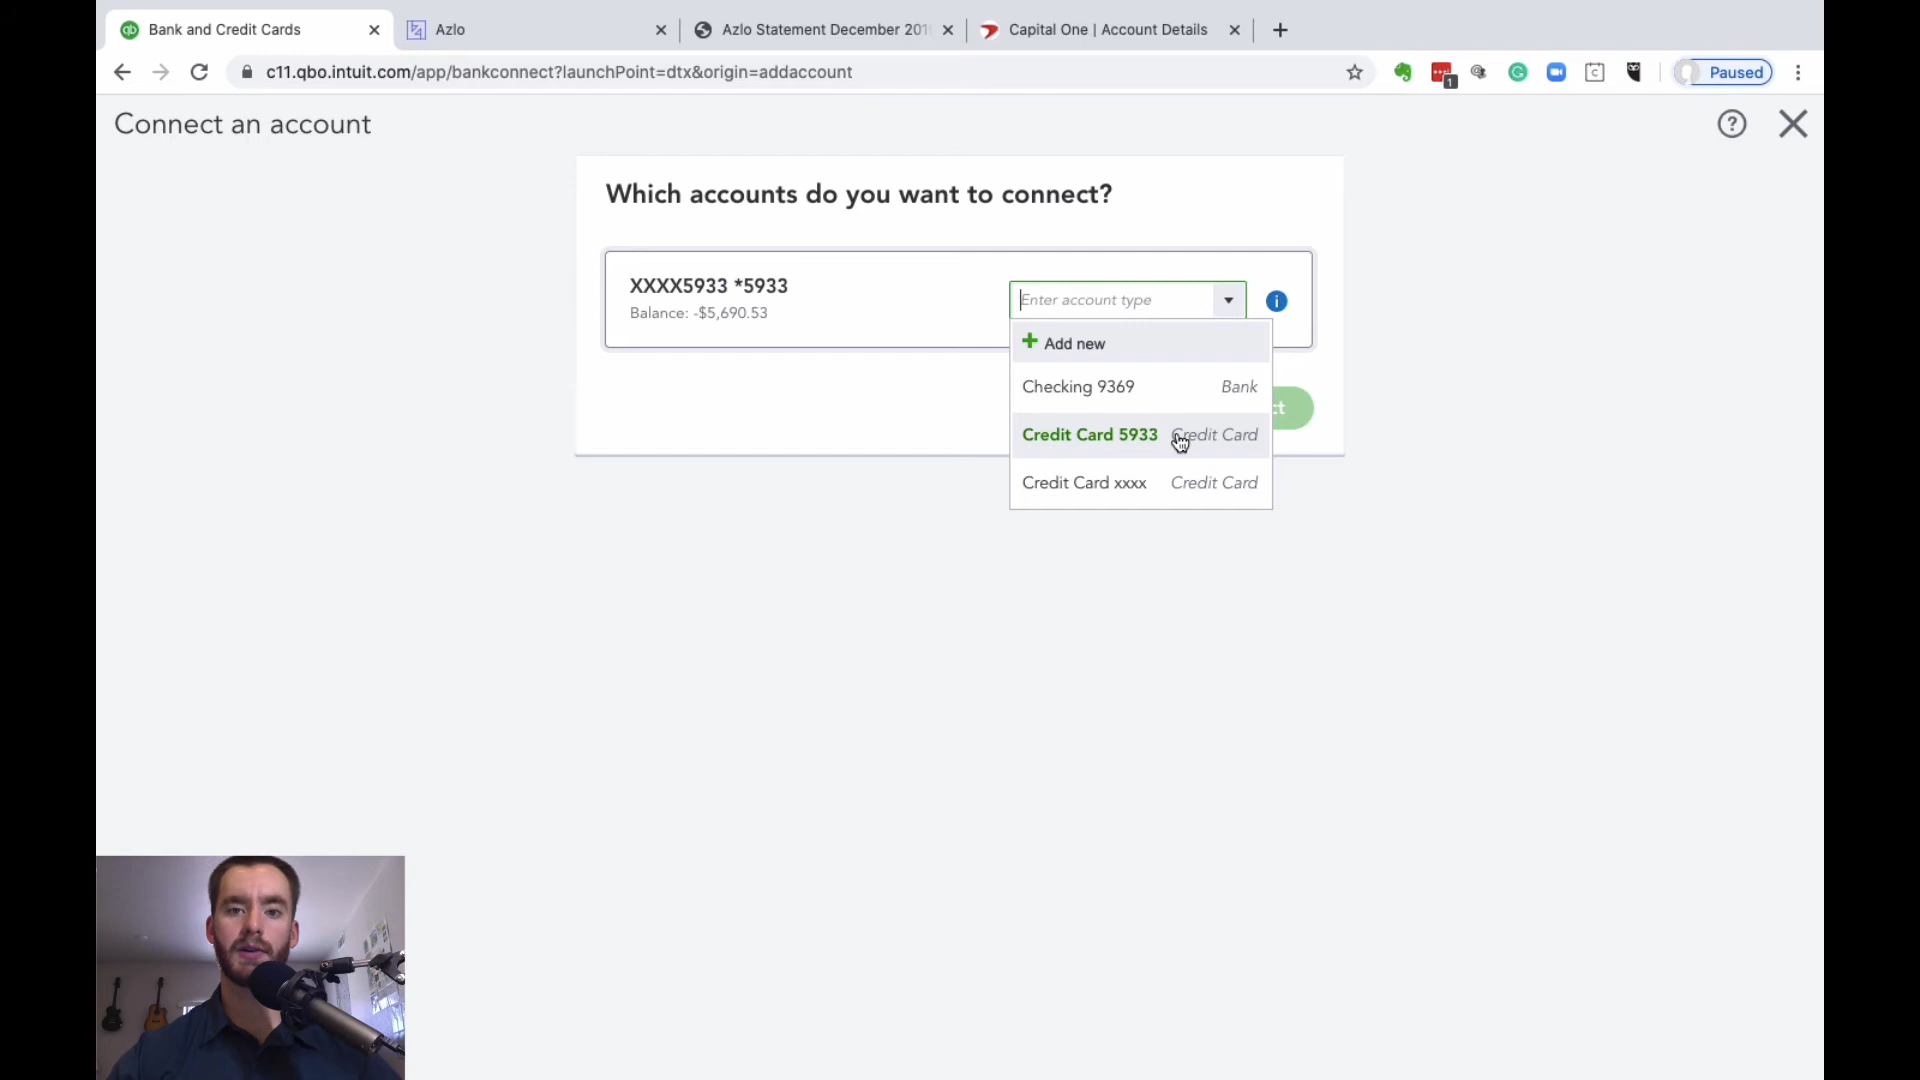 Bank and Credit Cards
Azlo
Azlo Statement December 201
Capital One | Account Details
c11.qbo.intuit.com/app/bankconnect?launchPoint=dtx&origin=addaccount
1
Paused
Connect an account
Which accounts do you want to connect?
XXXX5933 *5933
Balance: -$5,690.53
Enter account type
Add new
Checking 9369 Bank
Credit Card 5933 Credit Card
Credit Card xxxx Credit Card
ct